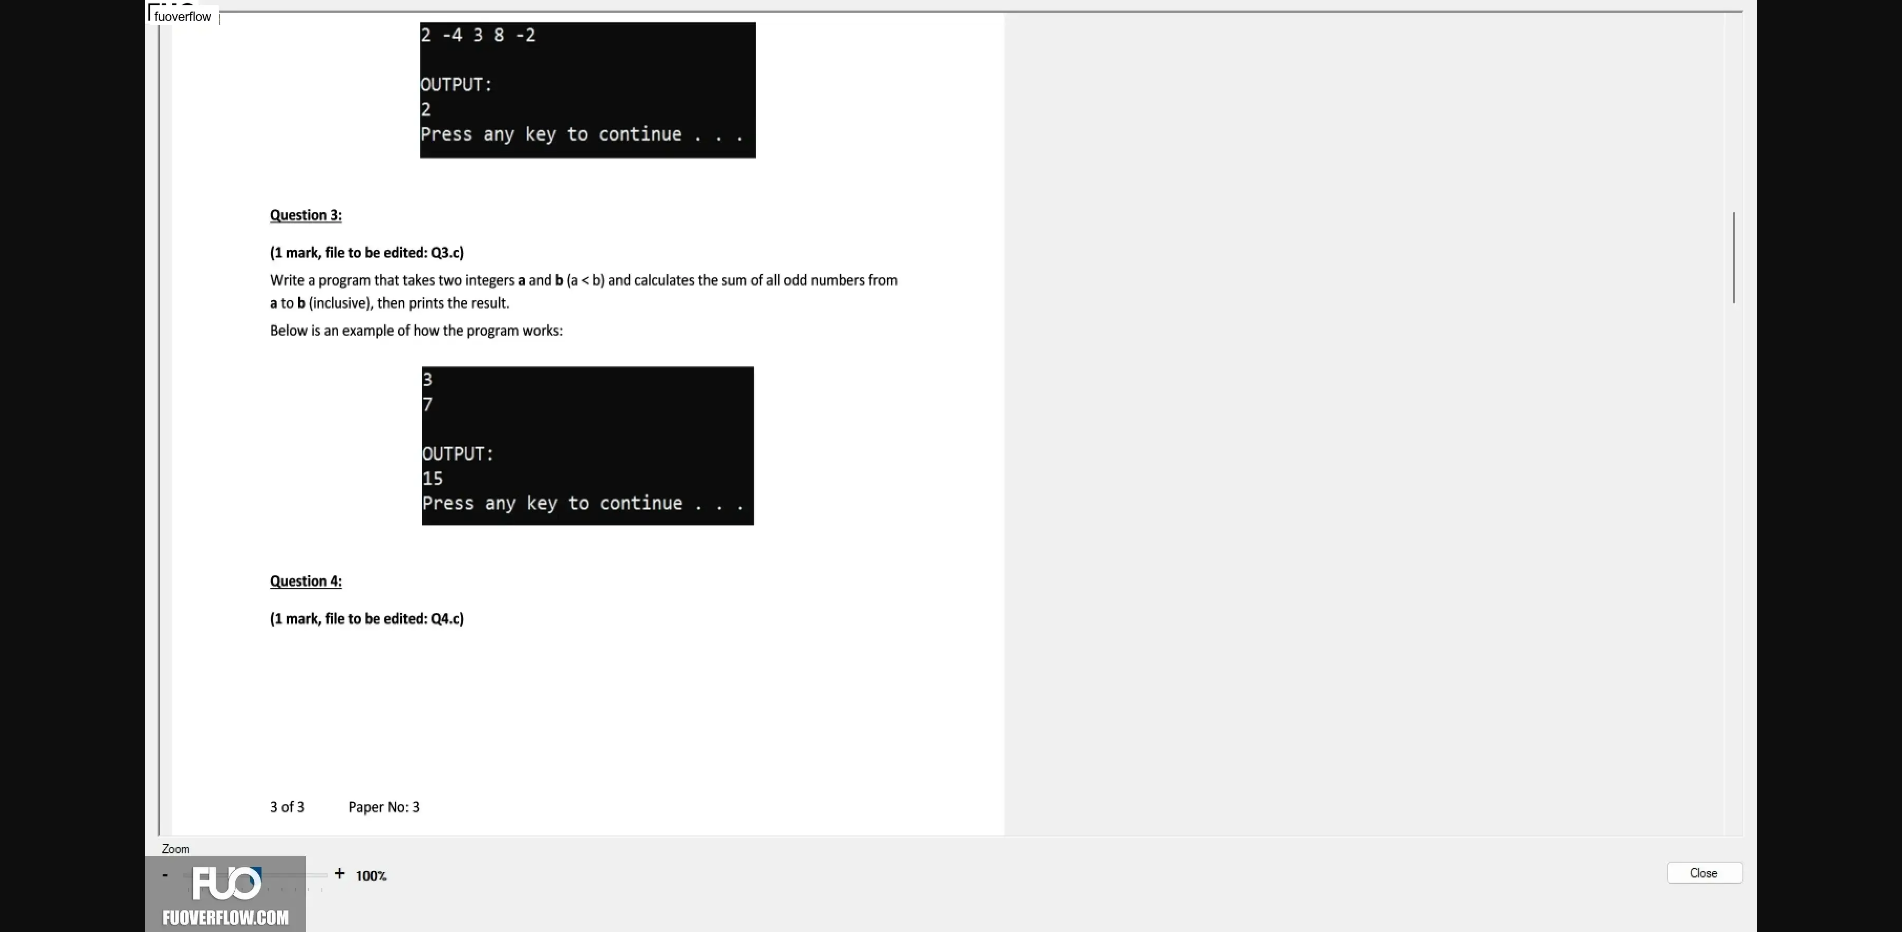 fuoverflow
2 -4 3 8 -2
OUTPUT:
2
Press any key to continue . . .
Question 3:
(1 mark, file to be edited: Q3.c)
Write a program that takes two integers a and b (a < b) and calculates the sum of all odd numbers from
a to b (inclusive), then prints the result.
Below is an example of how the program works:
3
7
OUTPUT:
15
Press any key to continue . . .
Question 4:
(1 mark, file to be edited: Q4.c)
3 of 3 Paper No: 3
Zoom
- + 100%
Close
FUO
FUOVERFLOW.COM